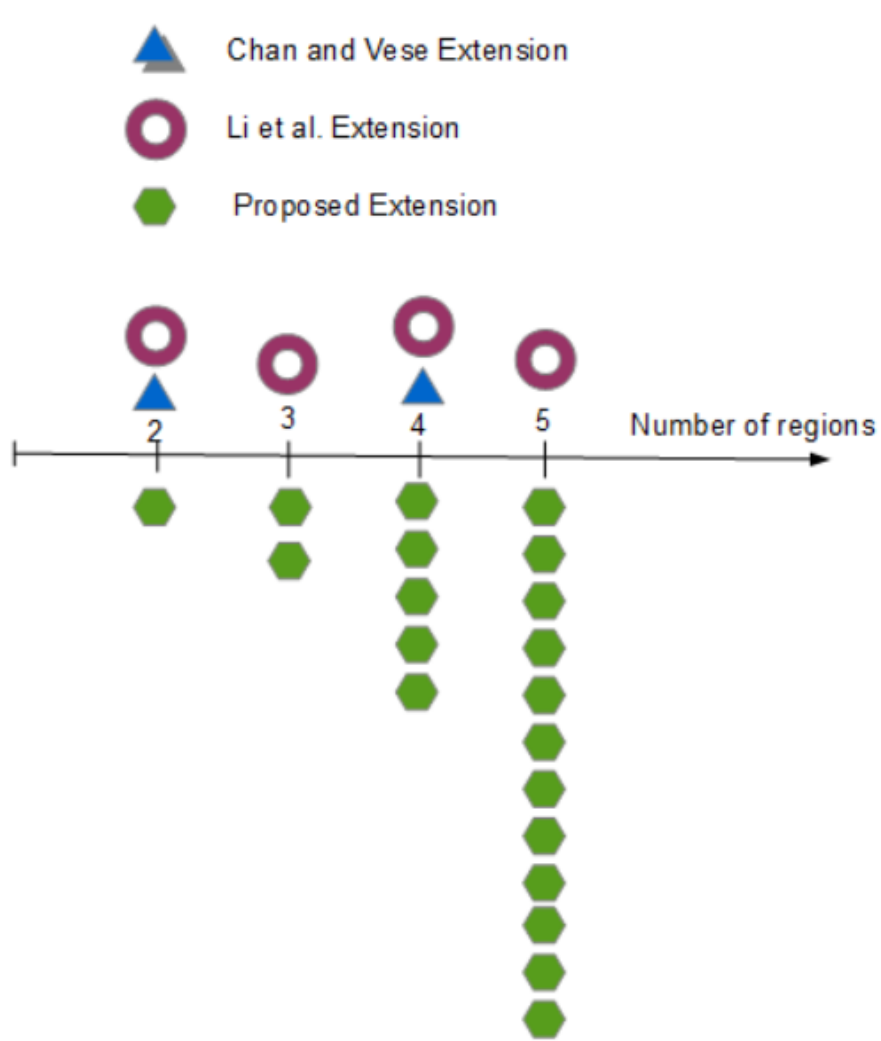 Chan and Vese Extension
Li et al. Extension
Proposed Extension
2 3 4 5 Number of regions